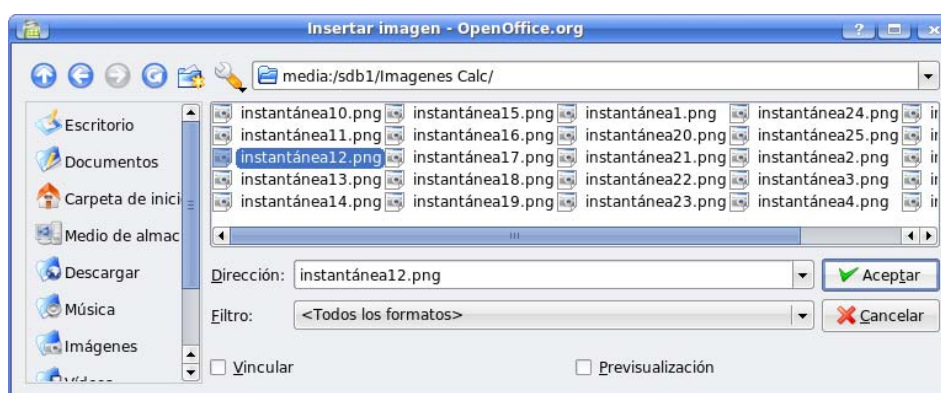 Insertar imagen - OpenOffice.org
media:/sdb1/Imagenes Calc/
Escritorio
Documentos
Carpeta de inici
Medio de almac
Descargar
Música
Imágenes
instantánea10.png instantánea15.png instantánea1.png instantánea24.png
instantánea11.png instantánea16.png instantánea20.png instantánea25.png
instantánea12.png instantánea17.png instantánea21.png instantánea2.png
instantánea13.png instantánea18.png instantánea22.png instantánea3.png
instantánea14.png instantánea19.png instantánea23.png instantánea4.png
Dirección: instantánea12.png Aceptar
Filtro: <Todos los formatos> Cancelar
Vincular Previsualización